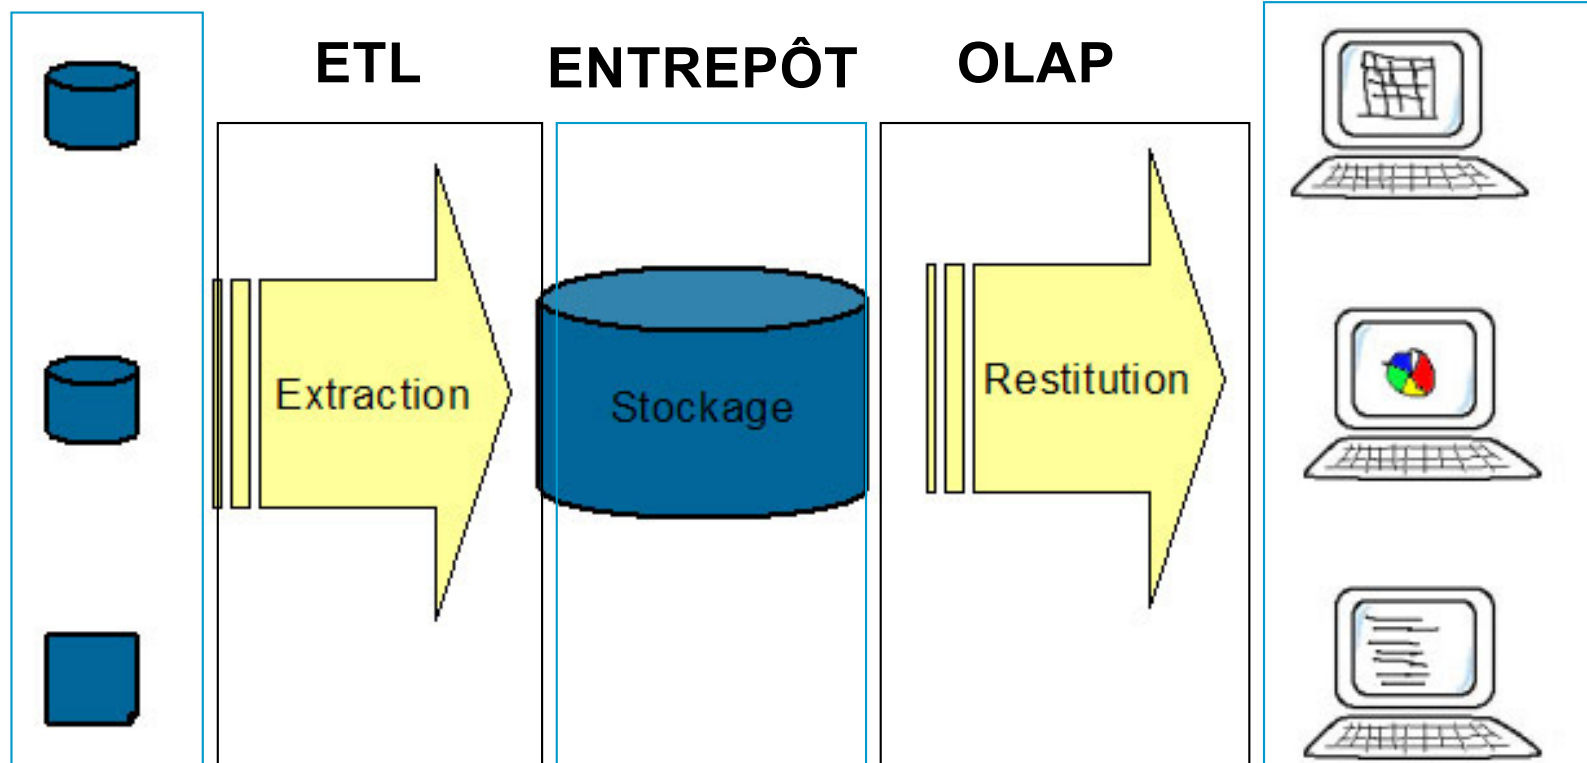 ETL
ENTREPÔT
OLAP
Extraction
Stockage
Restitution